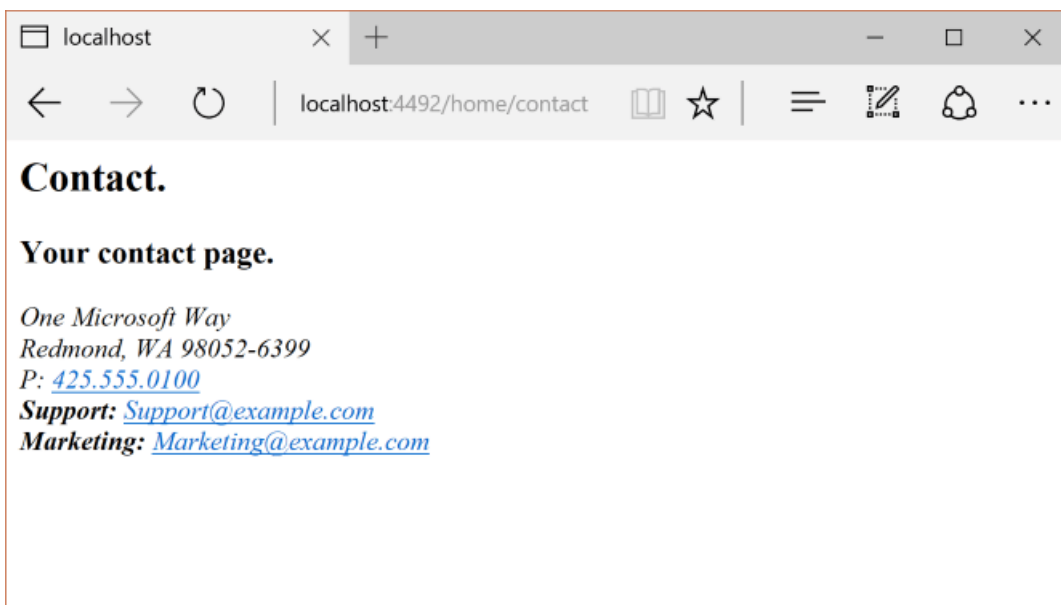 localhost
localhost:4492/home/contact
Contact.
Your contact page.
One Microsoft Way
Redmond, WA 98052-6399
P: 425.555.0100
Support: Support@example.com
Marketing: Marketing@example.com